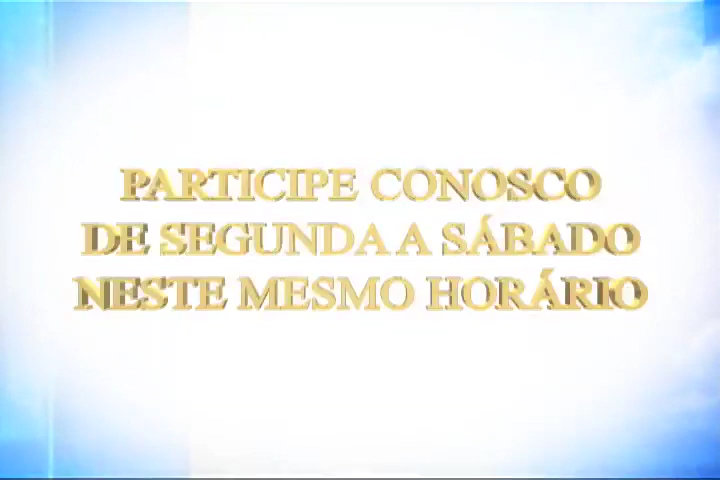 PARTICIPE CONOSCO
DE SEGUNDA A SÁBADO
NESTE MESMO HORÁRIO